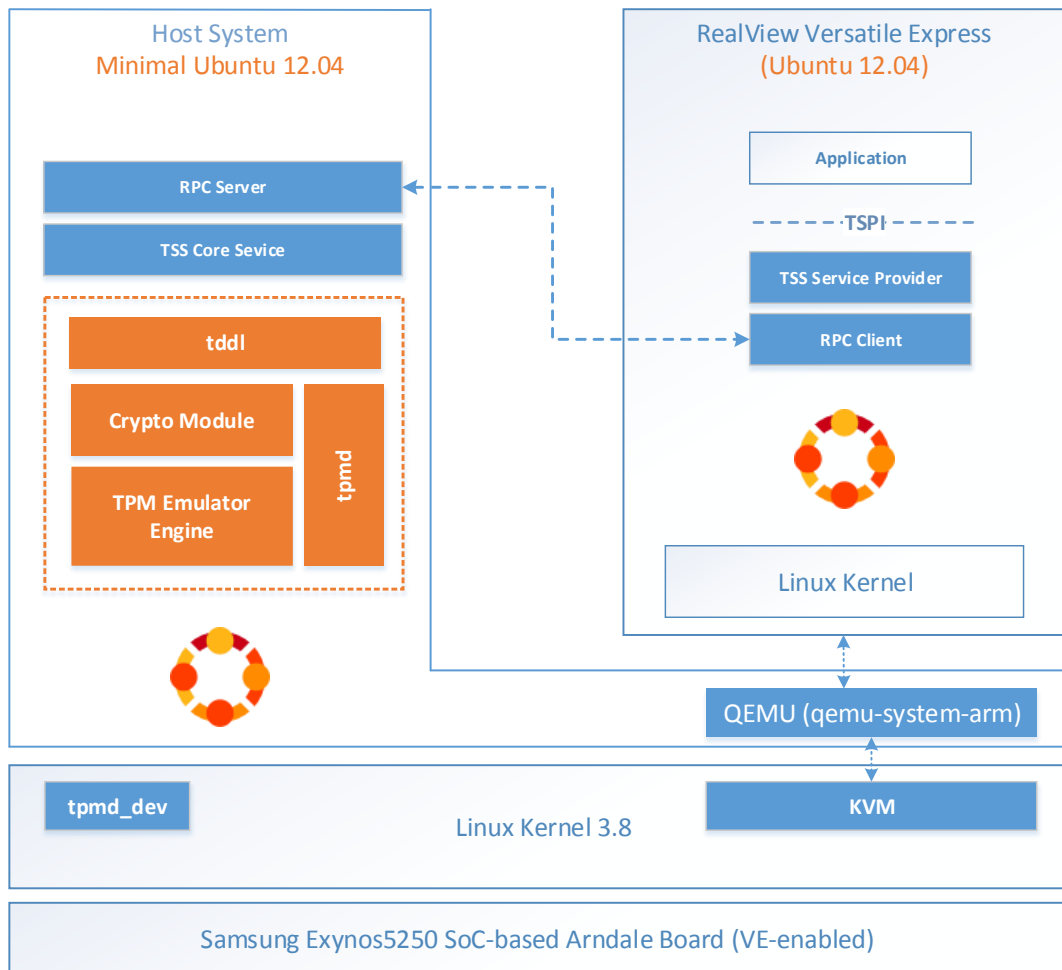 Host System
Minimal Ubuntu 12.04
RPC Server
TSS Core Sevice
tddl
Crypto Module
tpmd
TPM Emulator
Engine
RealView Versatile Express
(Ubuntu 12.04)
Application
TSPI
TSS Service Provider
RPC Client
Linux Kernel
QEMU (qemu-system-arm)
tpmd_dev
KVM
Linux Kernel 3.8
Samsung Exynos5250 SoC-based Arndale Board (VE-enabled)